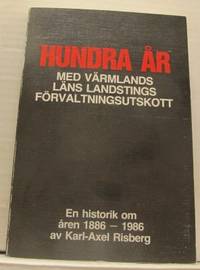 HUNDRA ÅR
MED VÄRMLANDS
LÄNS LANDSTINGS
FÖRVALTNINGSUTSKOTT
En historik om
åren 1886 – 1986
av Karl-Axel Risberg